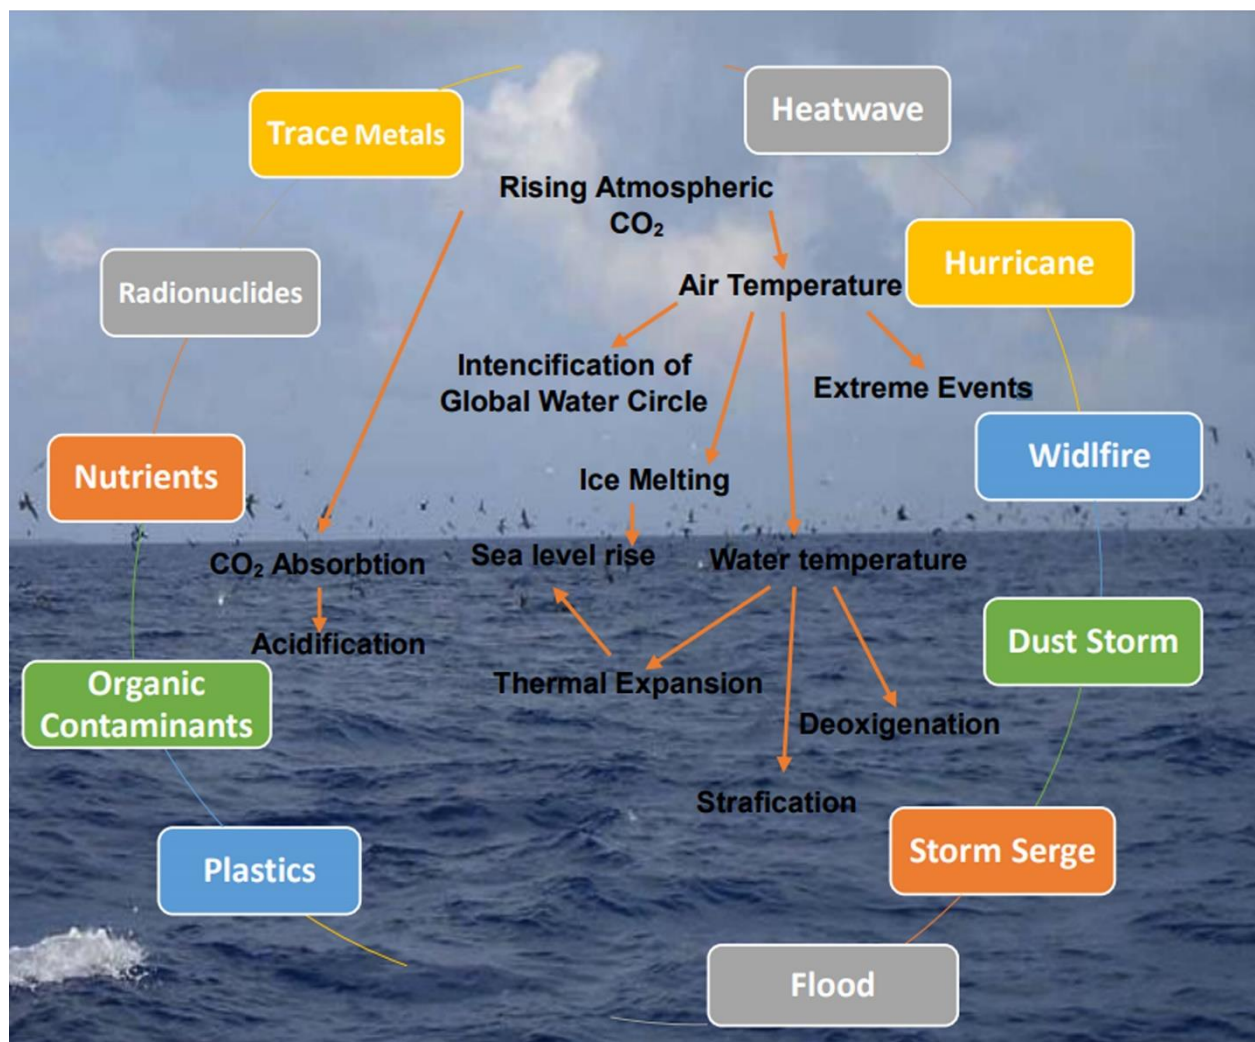 Trace Metals
Heatwave
Rising Atmospheric
CO₂
Hurricane
Radionuclides
Air Temperature
Intencification of
Global Water Circle
Extreme Events
Nutrients
Widlfire
Ice Melting
CO₂ Absorbtion
Sea level rise
Water temperature
Acidification
Dust Storm
Organic
Contaminants
Thermal Expansion
Deoxigenation
Strafication
Plastics
Storm Serge
Flood